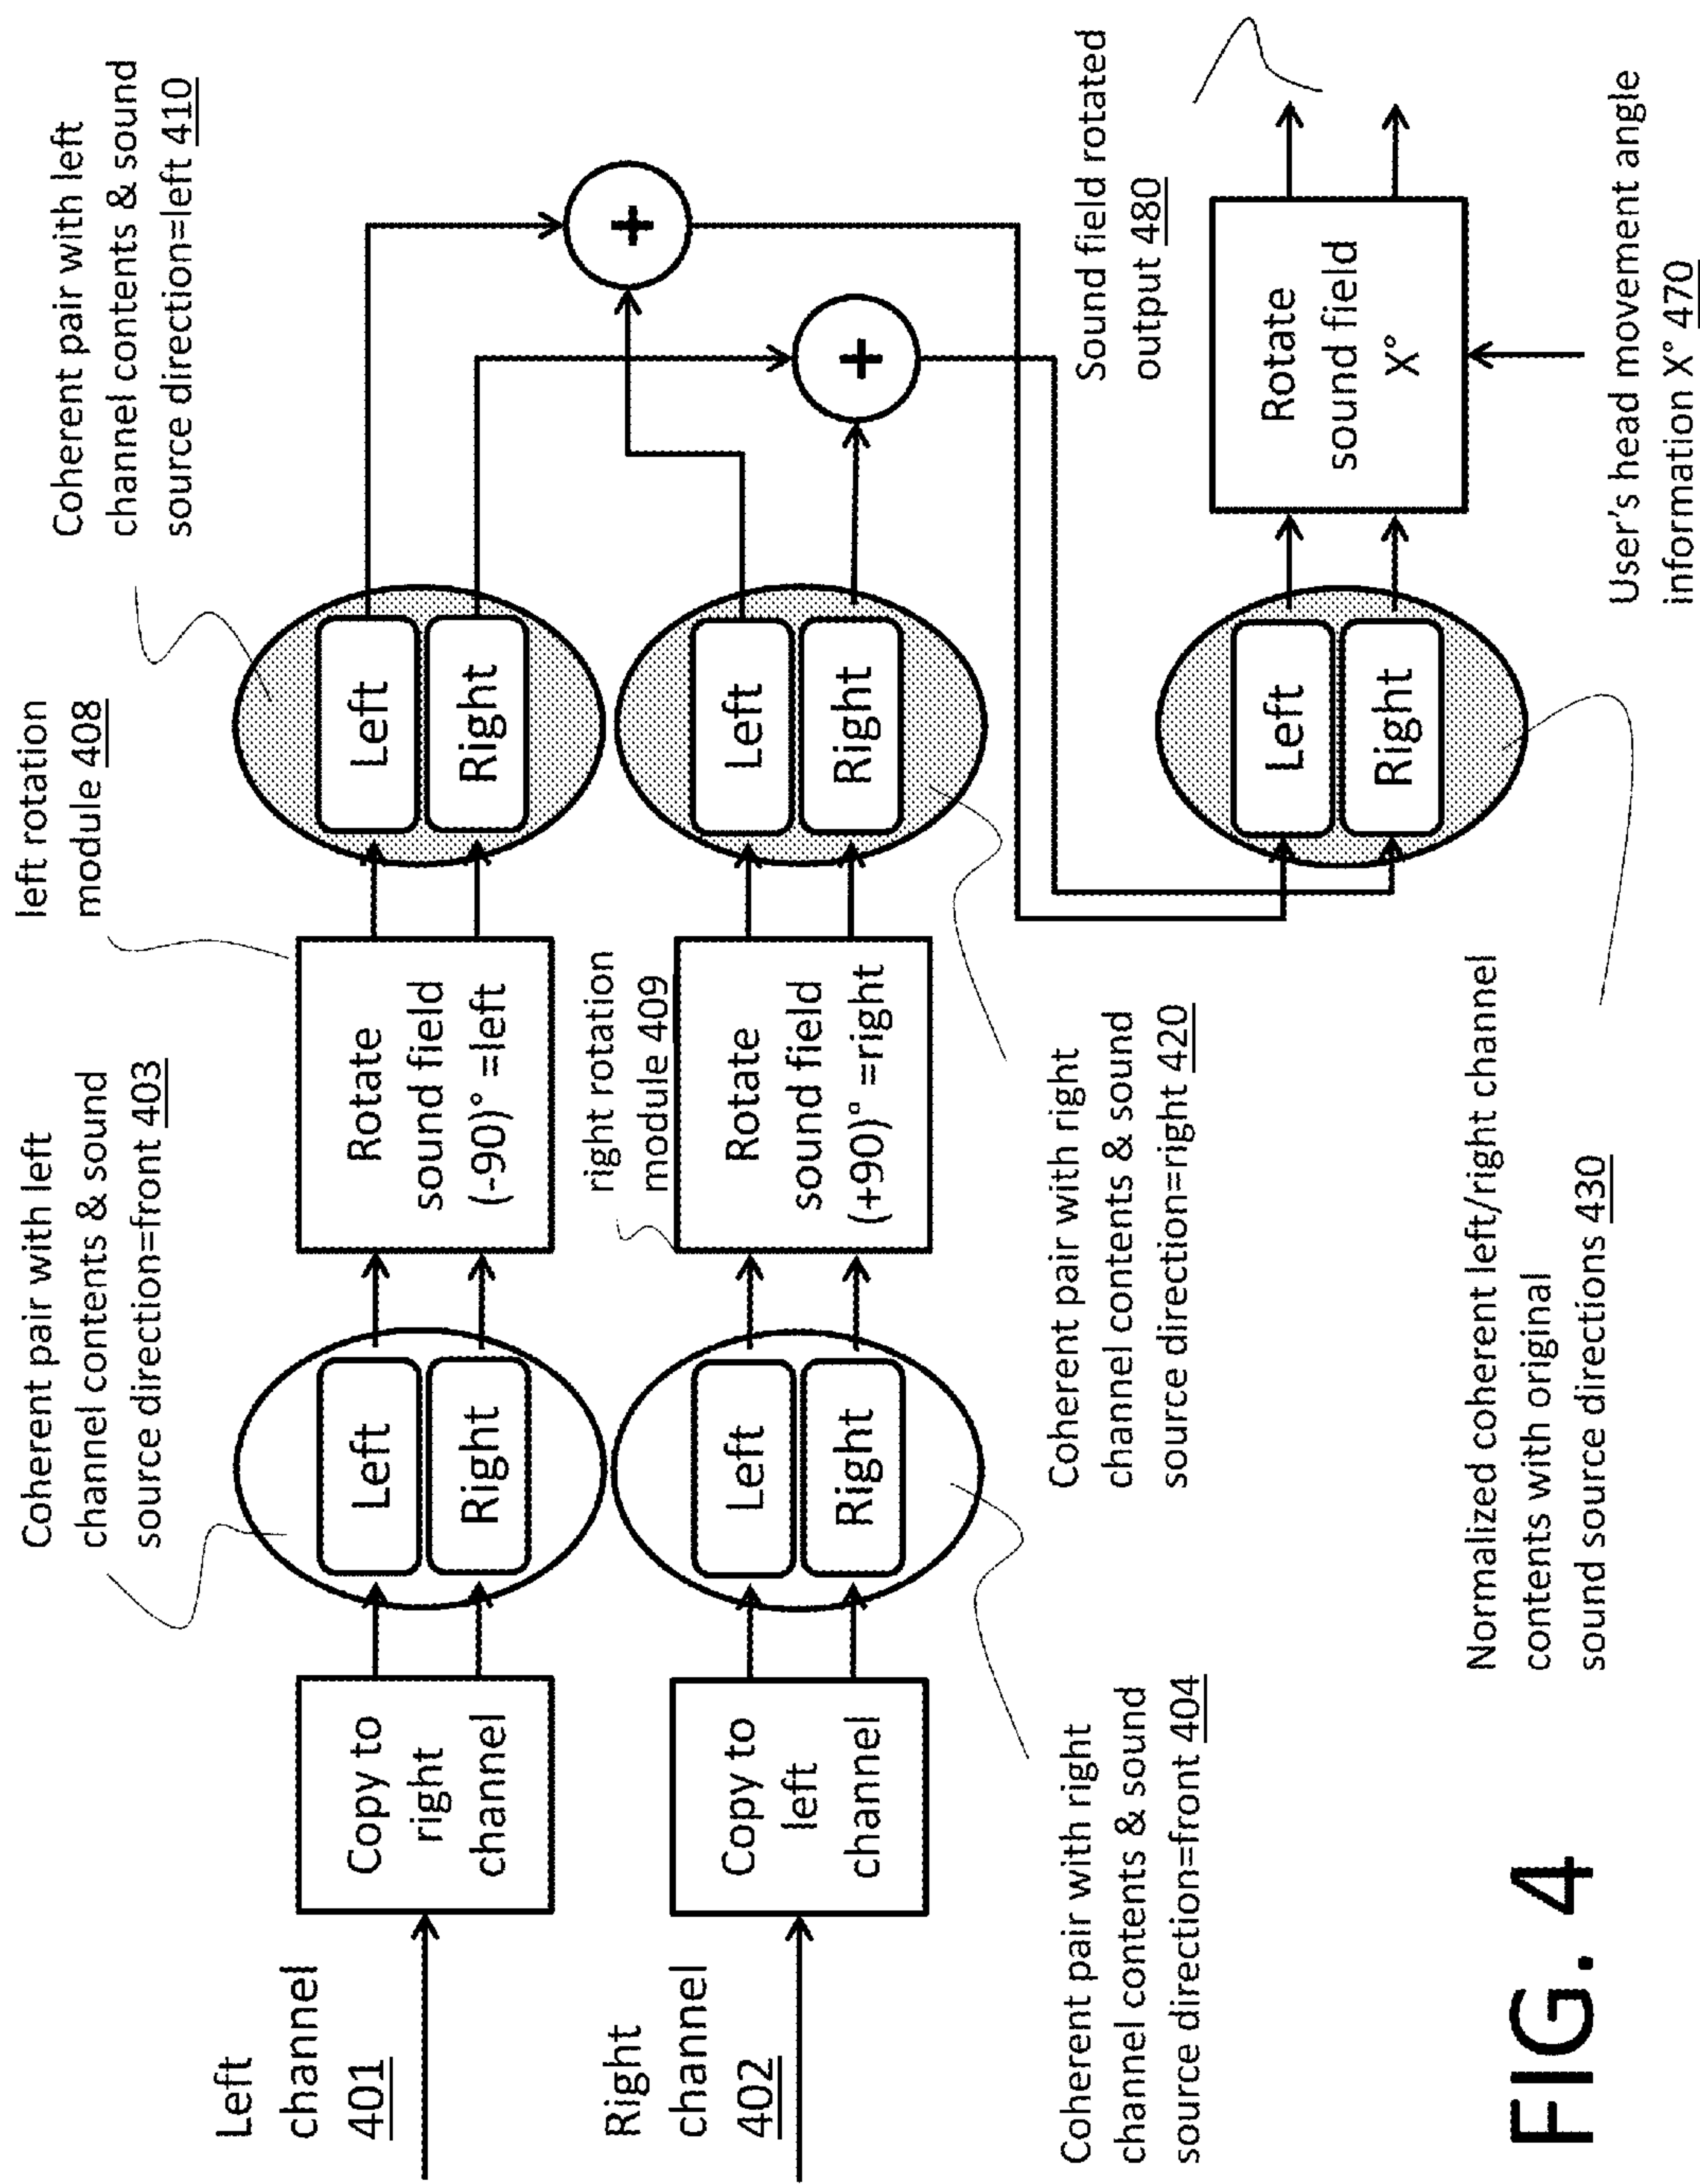 Left
channel
401
Copy to
right
channel
Coherent pair with left
channel contents & sound
source direction=front 403
Left
Right
left rotation
module 408
Rotate
sound field
(-90)° =left
Coherent pair with left
channel contents & sound
source direction=left 410
Left
Right
+
Right
channel
402
Copy to
left
channel
Coherent pair with right
channel contents & sound
source direction=front 404
Left
Right
right rotation
module 409
Rotate
sound field
(+90)° =right
Coherent pair with right
channel contents & sound
source direction=right 420
Left
Right
+
Normalized coherent left/right channel
contents with original
sound source directions 430
Left
Right
Rotate
sound field
X°
Sound field rotated
output 480
User's head movement angle
information X° 470
FIG. 4